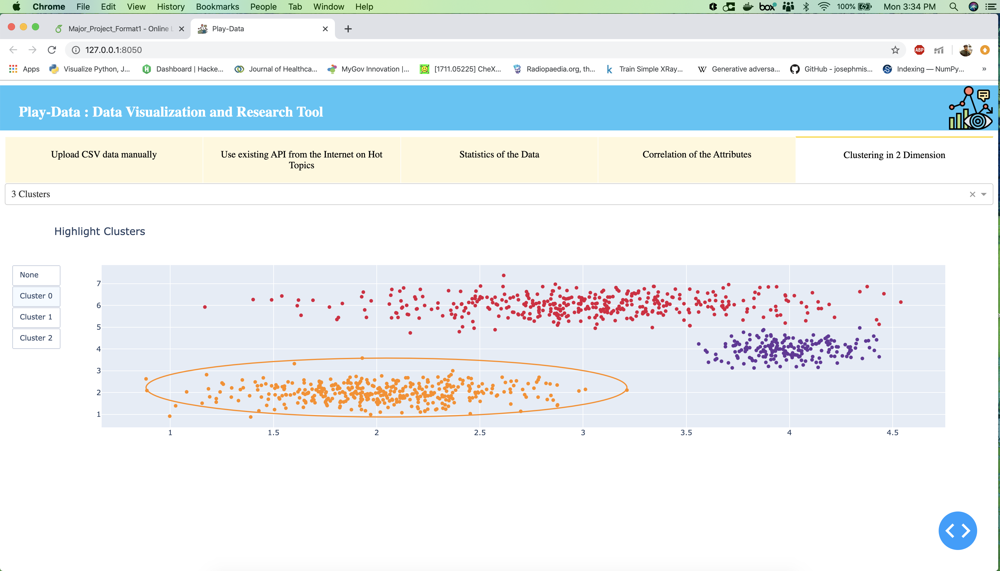 Chrome File Edit View History Bookmarks People Tab Window Help box 100% Mon 3:34 PM
Major_Project_Format1 - Online L Play-Data
127.0.0.1:8050 ABP
Apps Visualize Python, J... Dashboard | Hacke... Journal of Healthca... MyGov Innovation |... [1711.05225] CheX... Radiopaedia.org, th... Train Simple XRay... Generative adversa... GitHub - josephmis... Indexing — NumPy... »
Play-Data : Data Visualization and Research Tool
Upload CSV data manually
Use existing API from the Internet on Hot
Topics
Statistics of the Data
Correlation of the Attributes
Clustering in 2 Dimension
3 Clusters
Highlight Clusters
None
Cluster 0
Cluster 1
Cluster 2
7
6
5
4
3
2
1
1 1.5 2 2.5 3 3.5 4 4.5